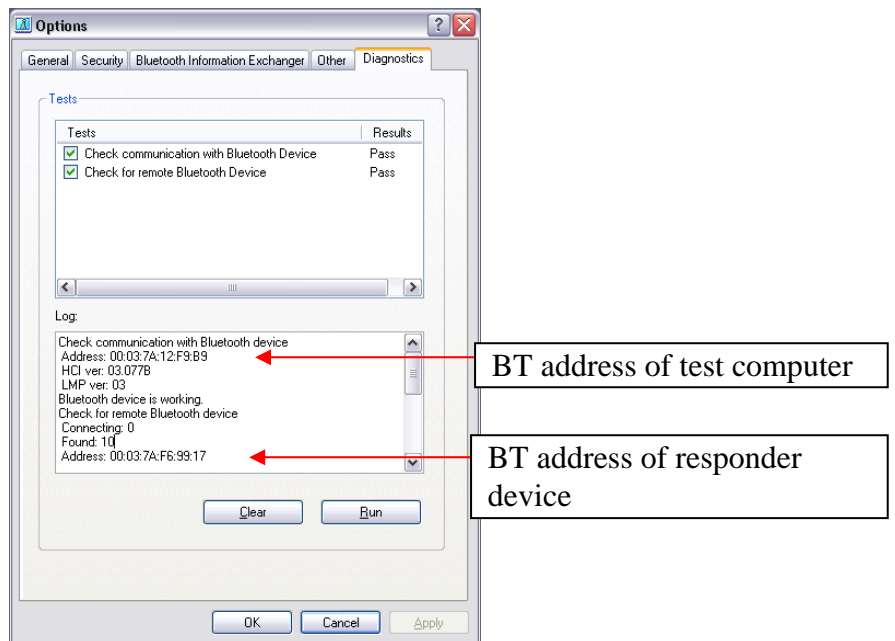 Options
General Security Bluetooth Information Exchanger Other Diagnostics
Tests
Tests Results
Check communication with Bluetooth Device Pass
Check for remote Bluetooth Device Pass
Log:
Check communication with Bluetooth device
Address: 00:03:7A:12:F9:B9
HCI ver: 03.077B
LMP ver: 03
Bluetooth device is working.
Check for remote Bluetooth device
Connecting: 0
Found: 10
Address: 00:03:7A:F6:99:17
BT address of test computer
BT address of responder
device
Clear Run
OK Cancel Apply